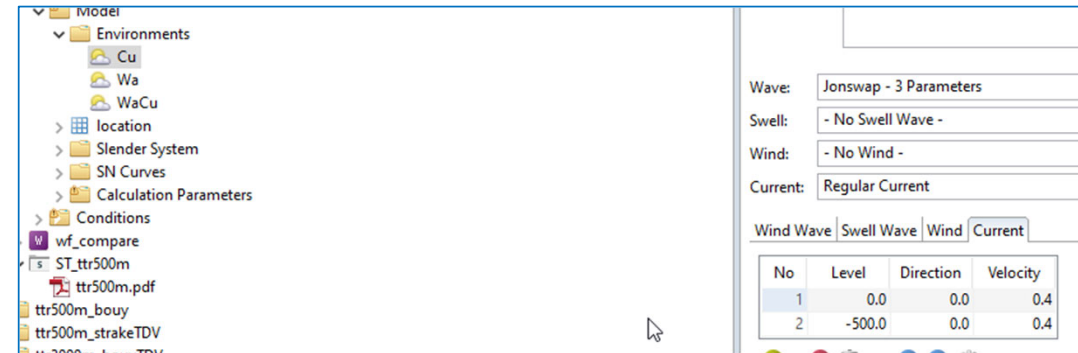 Model
Environments
Cu
Wa
WaCu
location
Slender System
SN Curves
Calculation Parameters
Conditions
W wf_compare
s ST_ttr500m
ttr500m.pdf
ttr500m_bouy
ttr500m_strakeTDV
Wave: Jonswap - 3 Parameters
Swell: - No Swell Wave -
Wind: - No Wind -
Current: Regular Current
Wind Wave Swell Wave Wind Current
No Level Direction Velocity
1 0.0 0.0 0.4
2 -500.0 0.0 0.4